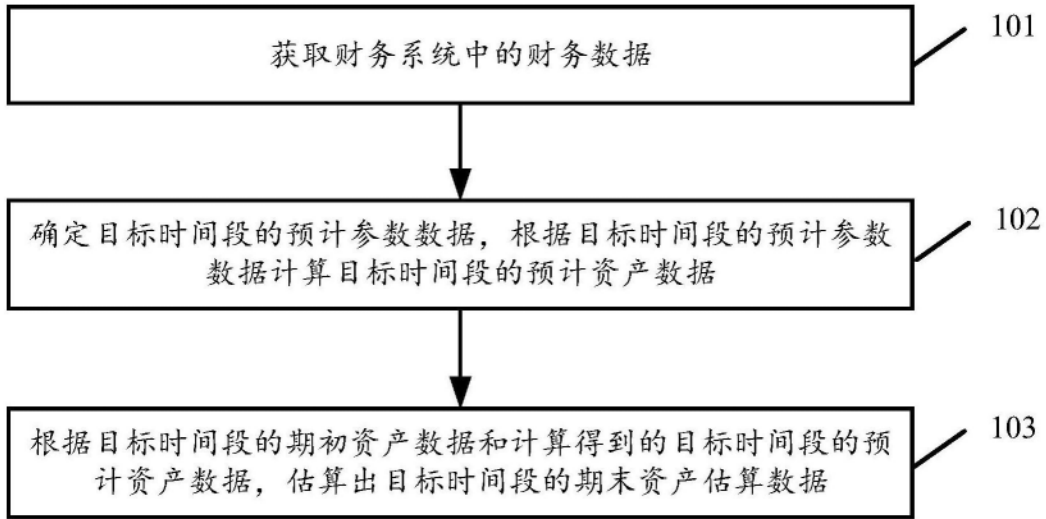 获取财务系统中的财务数据
101
确定目标时间段的预计参数数据，根据目标时间段的预计参数
数据计算目标时间段的预计资产数据
102
根据目标时间段的期初资产数据和计算得到的目标时间段的预
计资产数据，估算出目标时间段的期末资产估算数据
103